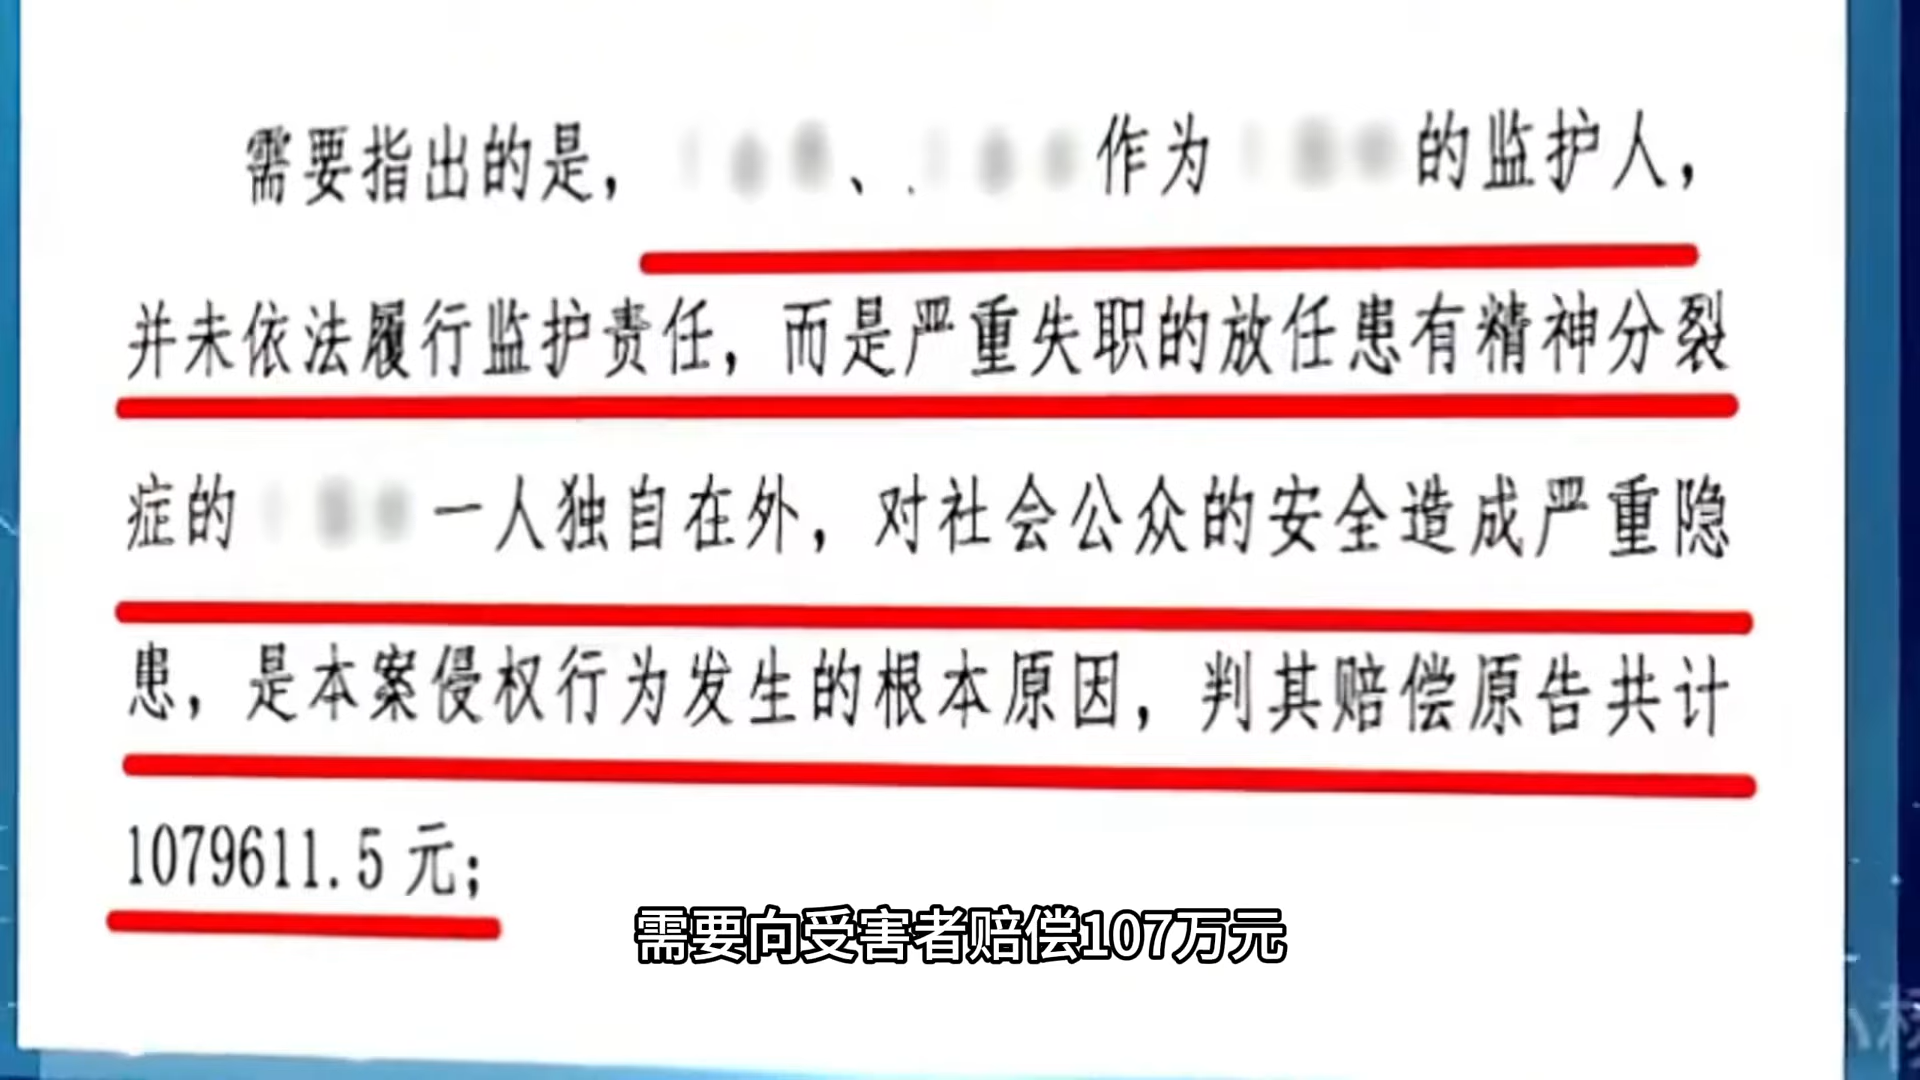 需要指出的是，、作为的监护人，
并未依法履行监护责任，而是严重失职的放任患有精神分裂
症的一人独自在外，对社会公众的安全造成严重隐
患，是本案侵权行为发生的根本原因，判其赔偿原告共计
1079611.5元；
需要向受害者赔偿107万元